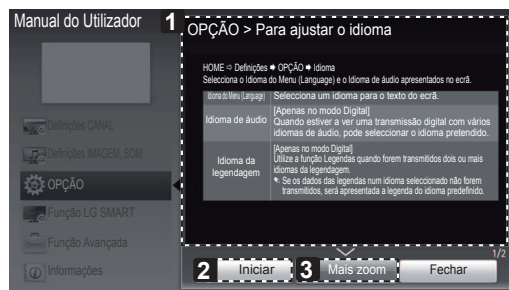 Manual do Utilizador
1
OPÇÃO > Para ajustar o idioma
HOME ⇨ Definições ➡ OPÇÃO ➡ Idioma
Selecciona o Idioma do Menu (Language) e o Idioma de áudio apresentados no ecrã.
Idioma do Menu (Language)
Selecciona um idioma para o texto do ecrã.
Idioma de áudio
[Apenas no modo Digital]
Quando estiver a ver uma transmissão digital com vários
idiomas de áudio, pode seleccionar o idioma pretendido.
Idioma da
legendagem
[Apenas no modo Digital]
Utilize a função Legendas quando forem transmitidos dois ou mais
idiomas da legendagem.
Se os dados das legendas num idioma seleccionado não forem
transmitidos, será apresentada a legenda do idioma predefinido.
Definições CANAL
Definições IMAGEM, SOM
OPÇÃO
Função LG SMART
Função Avançada
Informações
1/2
2
Iniciar
3
Mais zoom
Fechar